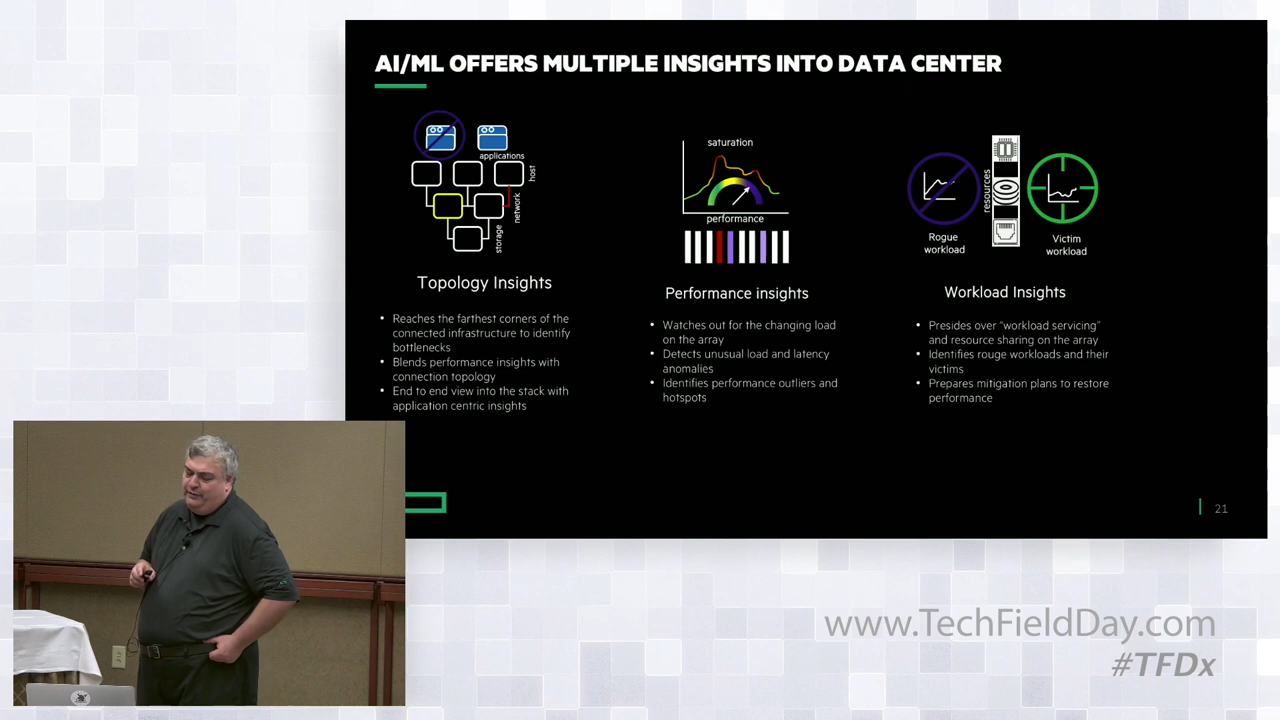 AI/ML OFFERS MULTIPLE INSIGHTS INTO DATA CENTER
applications
host
network
storage
Topology Insights
• Reaches the farthest corners of the
connected infrastructure to identify
bottlenecks
• Blends performance insights with
connection topology
• End to end view into the stack with
application centric insights
saturation
performance
Performance insights
• Watches out for the changing load
on the array
• Detects unusual load and latency
anomalies
• Identifies performance outliers and
hotspots
resources
Rogue
workload
Victim
workload
Workload Insights
• Presides over "workload servicing"
and resource sharing on the array
• Identifies rouge workloads and their
victims
• Prepares mitigation plans to restore
performance
21
www.TechFieldDay.com
#TFDx